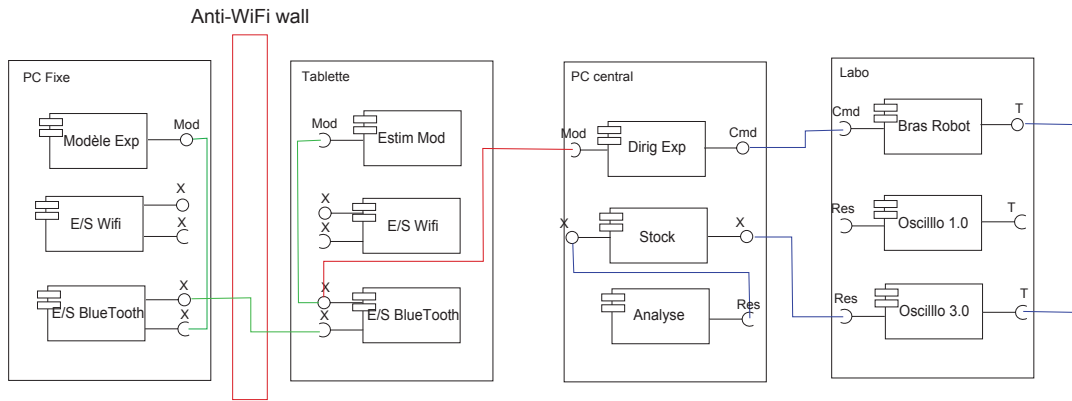 Anti-WiFi wall
PC Fixe
Modèle Exp
Mod
E/S Wifi
X
X
E/S BlueTooth
X
X
Tablette
Mod
Estim Mod
X
X
E/S Wifi
X
X
E/S BlueTooth
PC central
Mod
Dirig Exp
Cmd
X
Stock
X
Analyse
Res
Labo
Cmd
Bras Robot
T
Res
Oscilllo 1.0
T
Res
Oscilllo 3.0
T